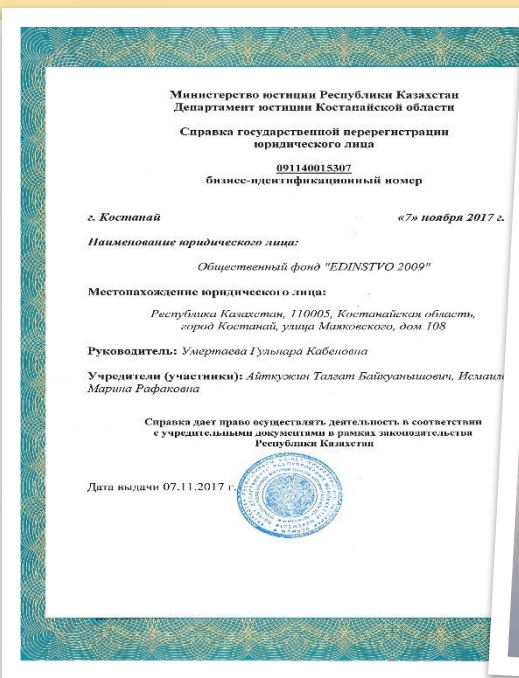 Министерство юстиции Республики Казахстан
Департамент юстиции Костанайской области
Справка государственной перерегистрации
юридического лица
091140015307
бизнес-идентификационный номер
г. Костанай «7» ноября 2017 г.
Наименование юридического лица:
Общественный фонд "EDINSTVO 2009"
Местонахождение юридического лица:
Республика Казахстан, 110005, Костанайская область,
город Костанай, улица Маяковского, дом 108
Руководитель: Умертаева Гульнара Кабеновна
Учредители (участники): Айткужин Талгат Байкуанышович,
Марина Рафаковна
Справка дает право осуществлять деятельность в соответствии
с учредительными документами в рамках законодательства
Республики Казахстан
Дата выдачи 07.11.2017 г.